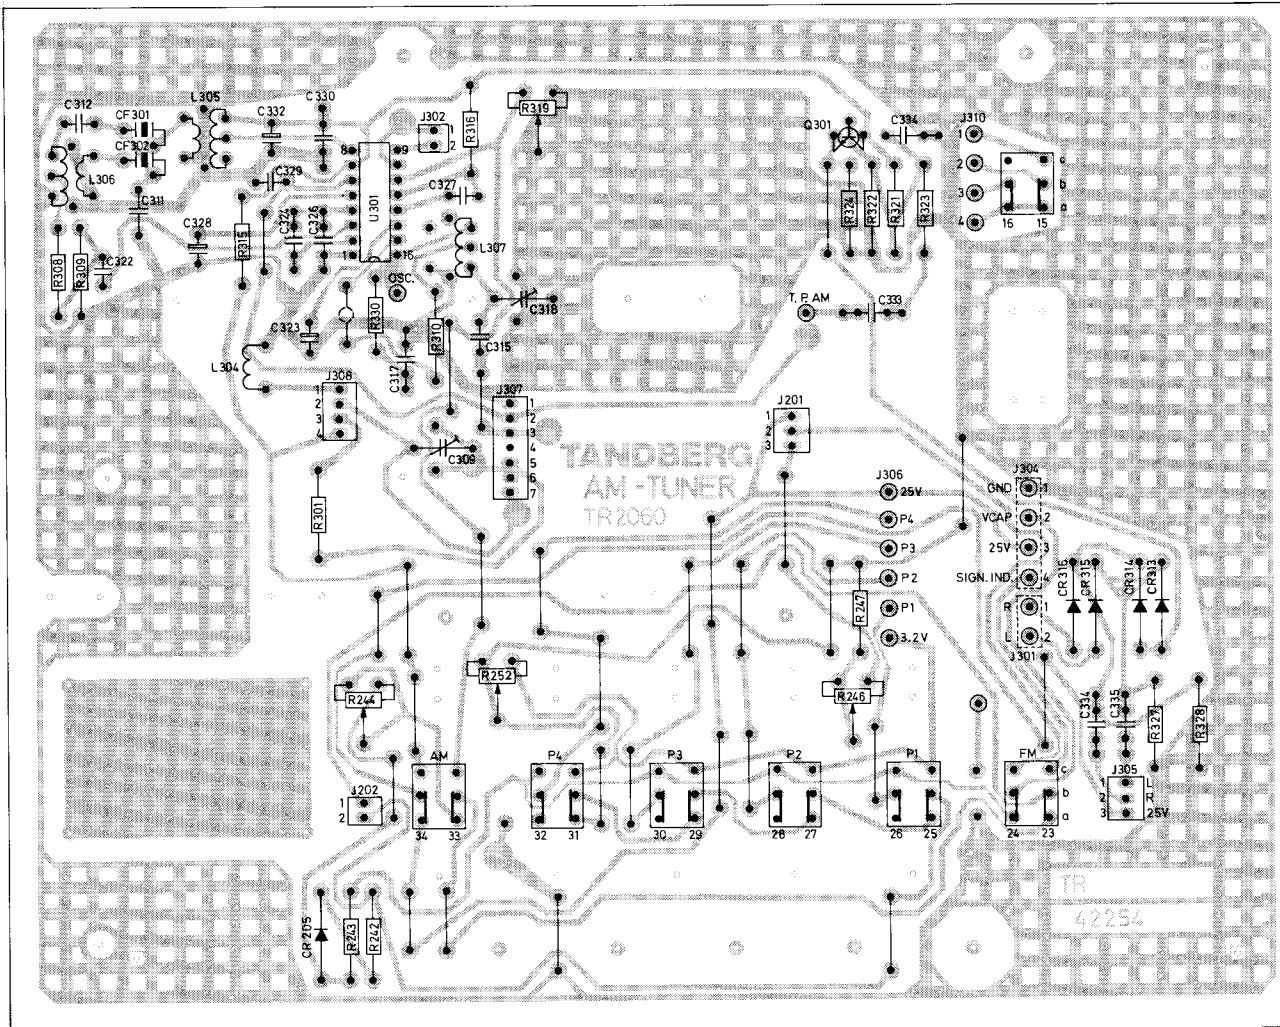 C312
CF301
CF302
L305
C332
C330
J302
1
2
R316
R319
Q301
C334
J310
1
2
3
4
c
b
a
16
15
8
9
U301
1
16
L306
C311
C329
C328
R315
C324
C326
C327
L307
R324
R322
R321
R323
R308
R309
C322
OSC.
R330
C323
C317
R310
C315
C318
T.P. AM
C333
L304
J308
1
2
3
4
J307
1
2
3
4
5
6
7
C309
TANDBERG
AM-TUNER
TR2060
J201
1
2
3
R301
J306
25V
P4
P3
P2
P1
3.2V
J304
GND
1
VCAP
2
25V
3
SIGN. IND.
4
R
1
L
2
J301
CR316
CR315
CR314
CR313
R247
R244
R252
R246
C334
C335
R327
R328
AM
P4
P3
P2
P1
FM
c
b
a
J202
1
2
34
33
32
31
30
29
28
27
26
25
24
23
J305
1
L
2
R
3
25V
CR205
R243
R242
TR
42254